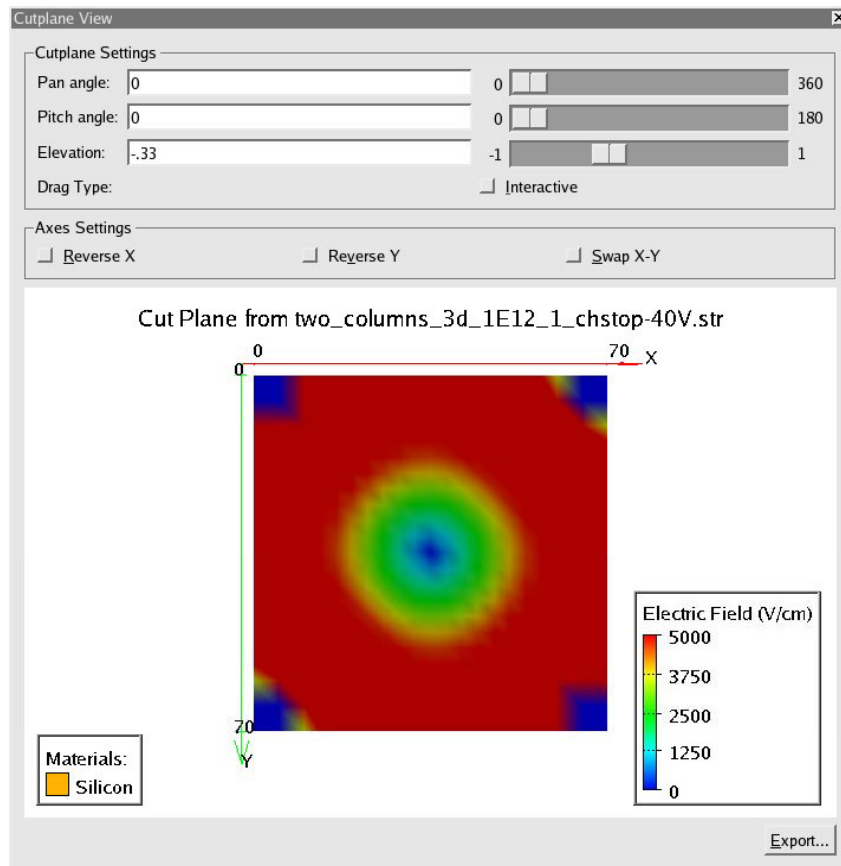 Cutplane View
Cutplane Settings
Pan angle: 0 0 360
Pitch angle: 0 0 180
Elevation: -.33 -1 1
Drag Type: Interactive
Axes Settings
Reverse X Reverse Y Swap X-Y
Cut Plane from two_columns_3d_1E12_1_chstop-40V.str
0 70 X
0
70
Y
Electric Field (V/cm)
5000
3750
2500
1250
0
Materials:
Silicon
Export...